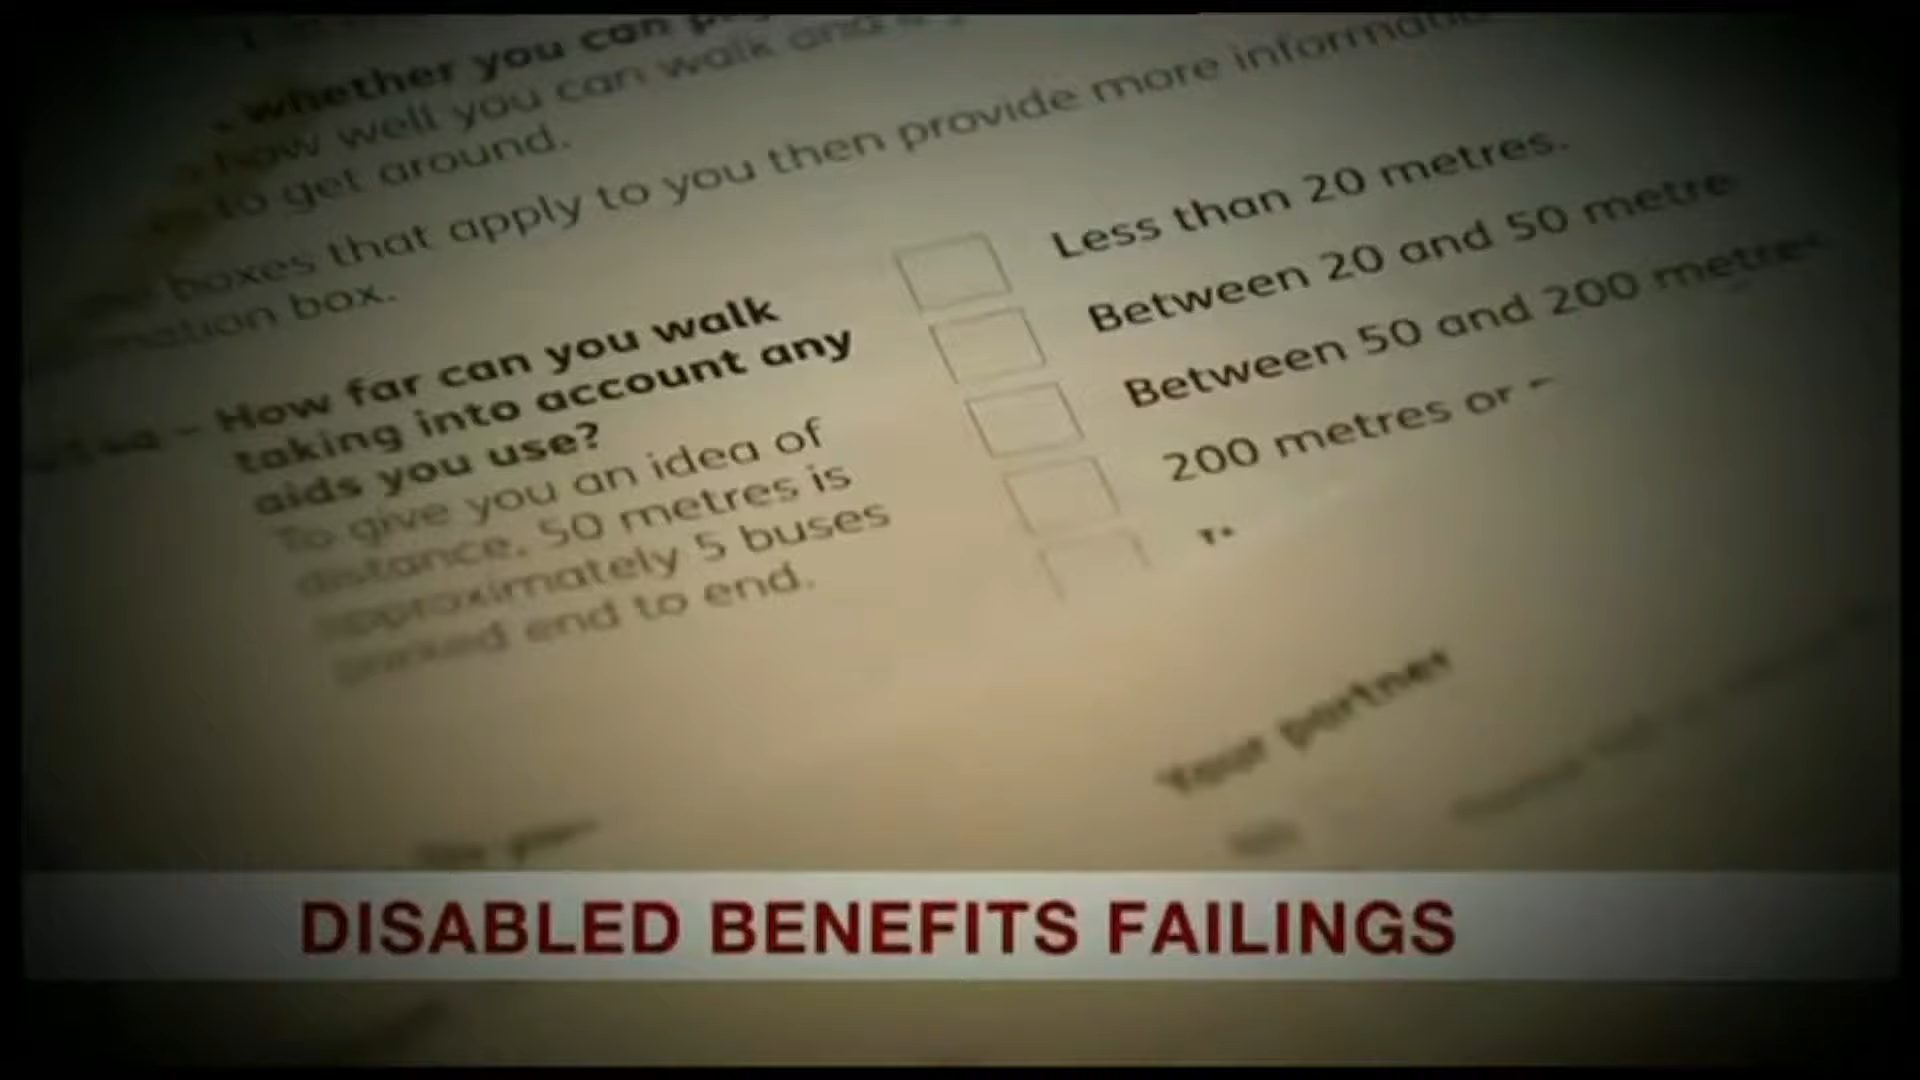 whether you can
how well you can walk and
to get around.
boxes that apply to you then provide more
box.
How far can you walk
taking into account any
aids you use?
To give you an idea of
distance, 50 metres is
approximately 5 buses
parked end to end.
Less than 20 metres.
Between 20 and 50
Between 50 and 200 metres
200 metres or
Your partner
DISABLED BENEFITS FAILINGS